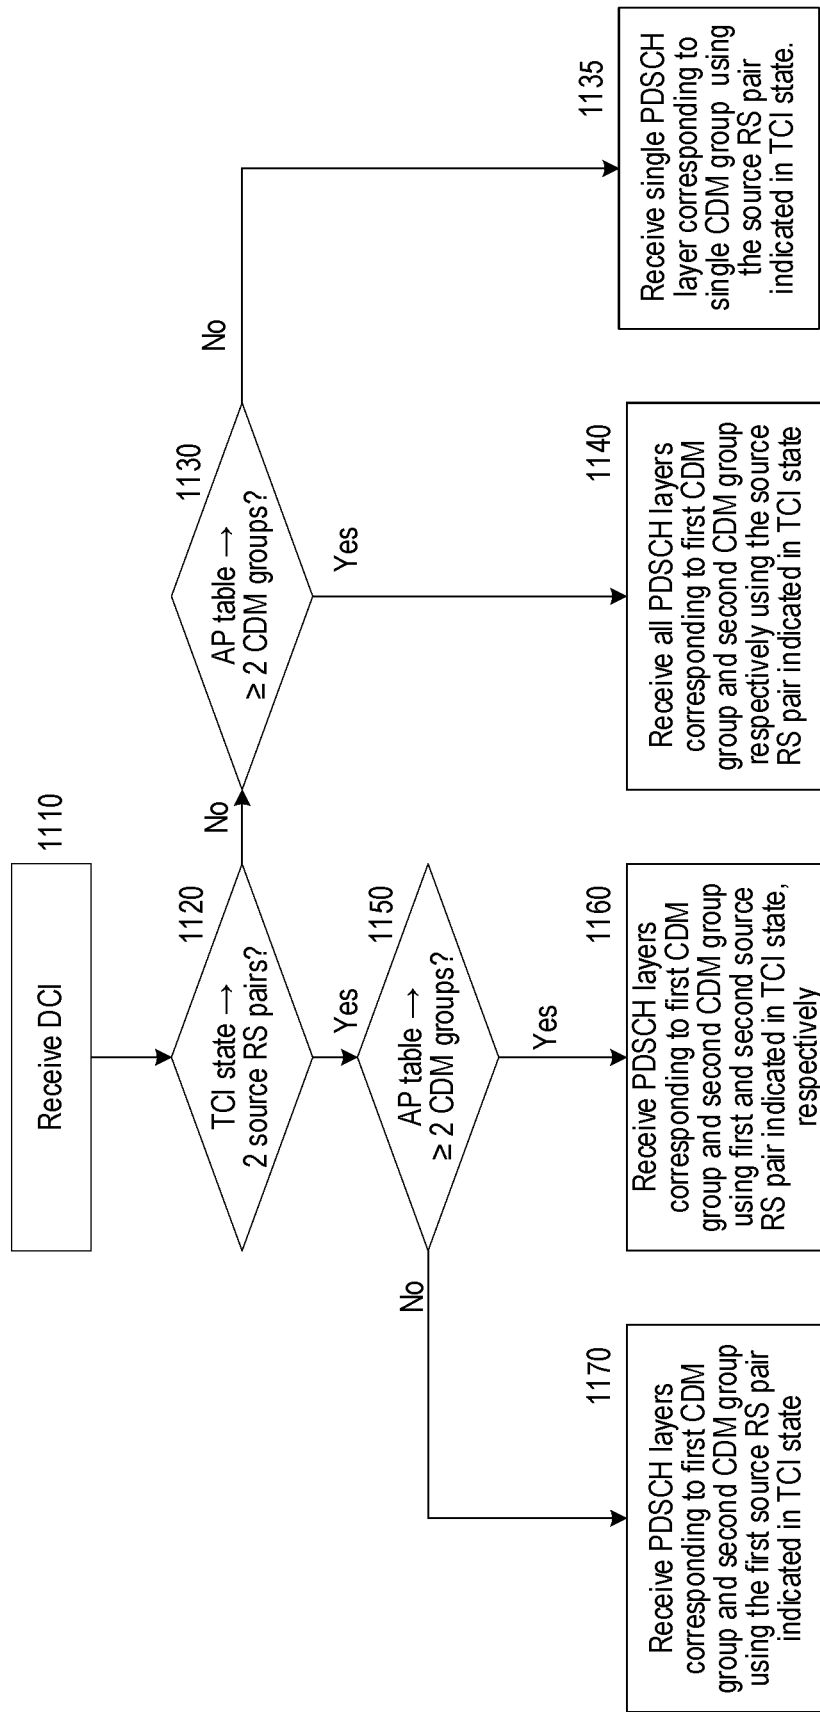 Receive DCI
1110
TCI state →
2 source RS pairs?
1120
No
Yes
AP table →
≥ 2 CDM groups?
1130
No
Yes
AP table →
≥ 2 CDM groups?
1150
No
Yes
Receive PDSCH layers
corresponding to first CDM
group and second CDM group
using the first source RS pair
indicated in TCI state
1170
Receive PDSCH layers
corresponding to first CDM
group and second CDM group
using first and second source
RS pair indicated in TCI state,
respectively
1160
Receive all PDSCH layers
corresponding to first CDM
group and second CDM group
respectively using the source
RS pair indicated in TCI state
1140
Receive single PDSCH
layer corresponding to
single CDM group using
the source RS pair
indicated in TCI state.
1135